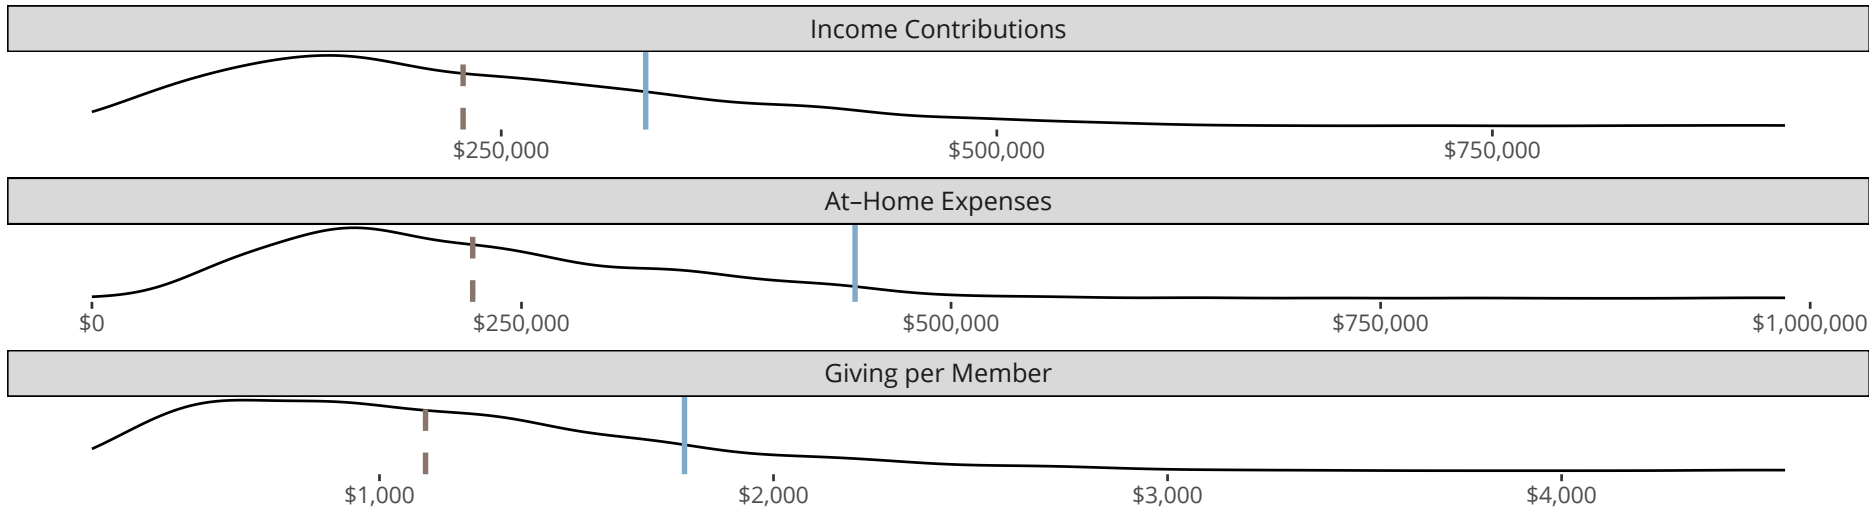 Income Contributions
$250,000 $500,000 $750,000
At–Home Expenses
$0 $250,000 $500,000 $750,000 $1,000,000
Giving per Member
$1,000 $2,000 $3,000 $4,000